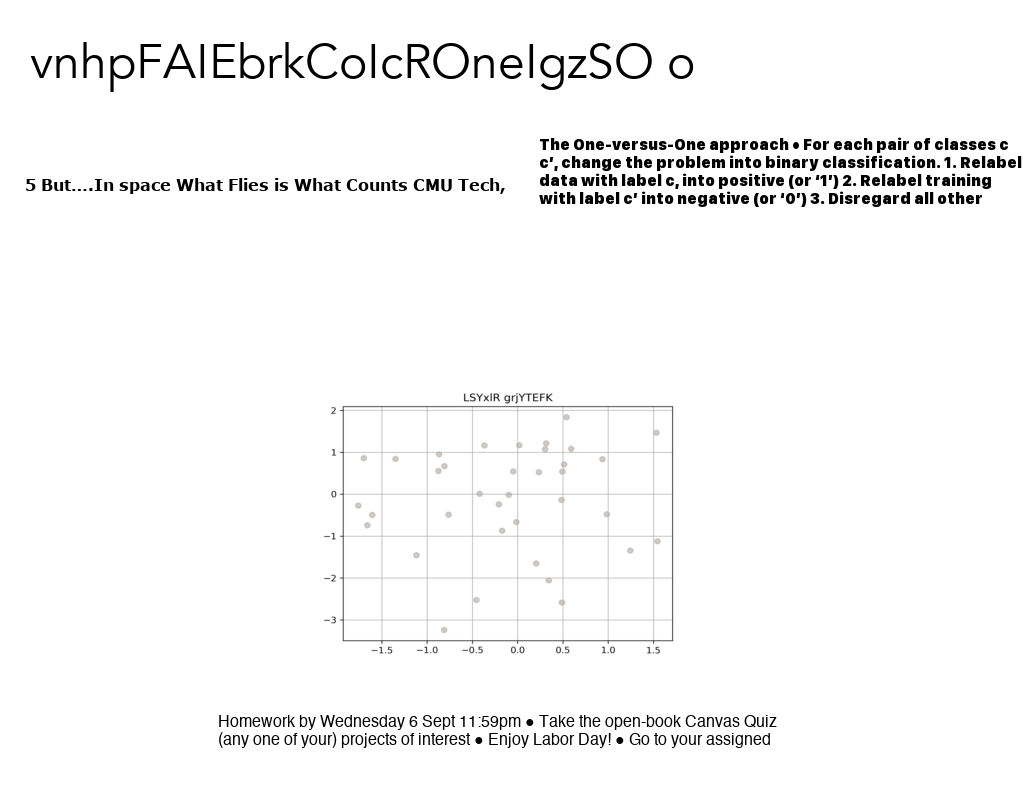 vnhpFAIEbrkCoIcROneIgzSO o
The One-versus-One approach • For each pair of classes c
c’, change the problem into binary classification. 1. Relabel
5 But....In space What Flies is What Counts CMU Tech,
data with label c, into positive (or ‘1’) 2. Relabel training
with label c’ into negative (or ‘0’) 3. Disregard all other
LSYxIR grjYTEFK
2
1
0
−1
−2
−3
−1.5 −1.0 −0.5 0.0 0.5 1.0 1.5
Homework by Wednesday 6 Sept 11:59pm ● Take the open-book Canvas Quiz
(any one of your) projects of interest ● Enjoy Labor Day! ● Go to your assigned